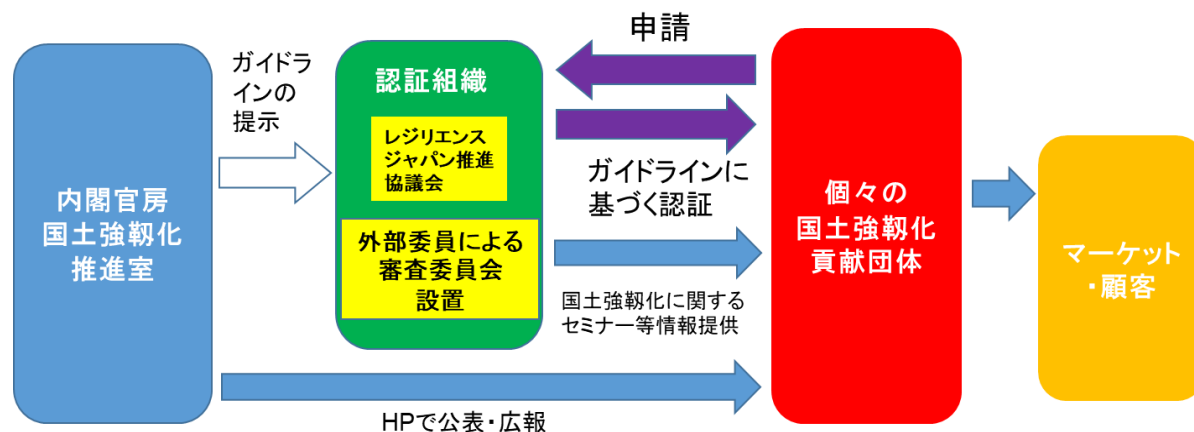 内閣官房
国土強靱化
推進室
ガイドラ
インの
提示
認証組織
レジリエンス
ジャパン推進
協議会
外部委員による
審査委員会
設置
申請
ガイドラインに
基づく認証
国土強靱化に関する
セミナー等情報提供
HPで公表・広報
個々の
国土強靱化
貢献団体
マーケット
・顧客